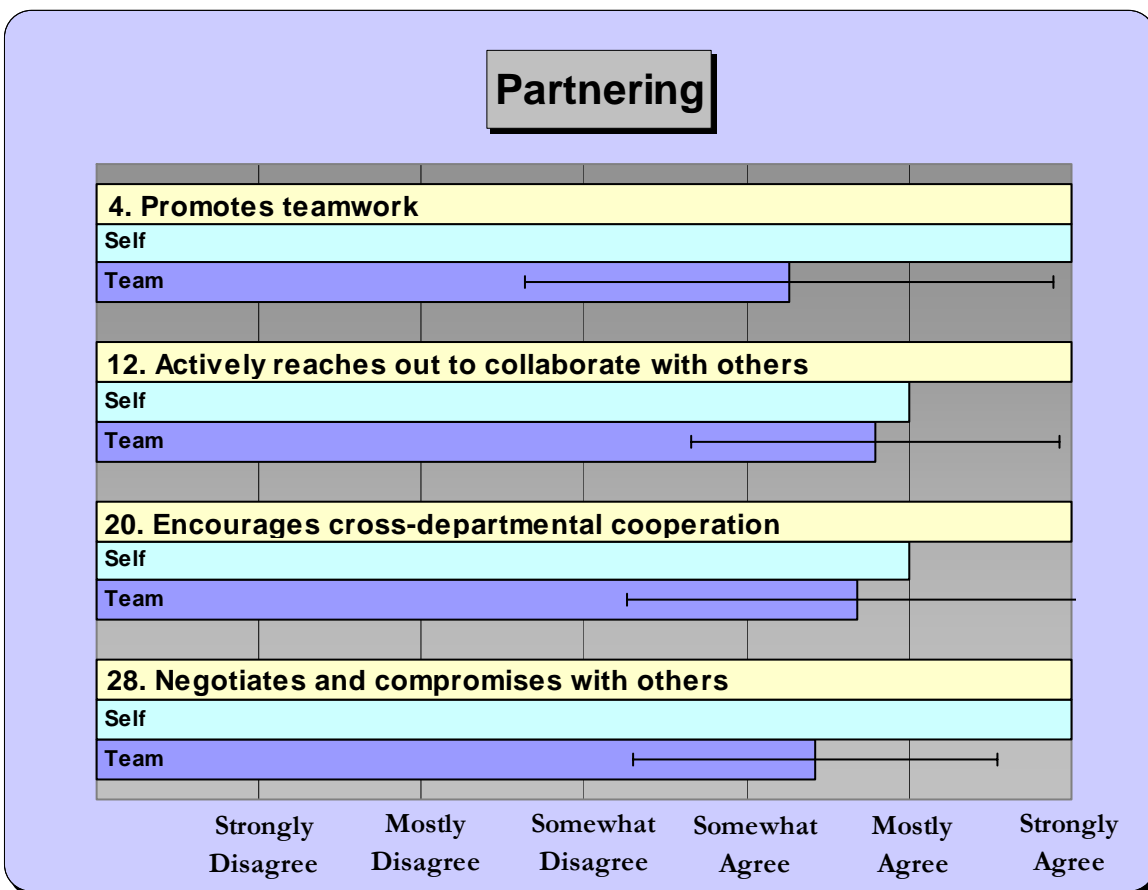 Partnering
4. Promotes teamwork
Self
Team
12. Actively reaches out to collaborate with others
Self
Team
20. Encourages cross-departmental cooperation
Self
Team
28. Negotiates and compromises with others
Self
Team
Strongly Disagree
Mostly Disagree
Somewhat Disagree
Somewhat Agree
Mostly Agree
Strongly Agree